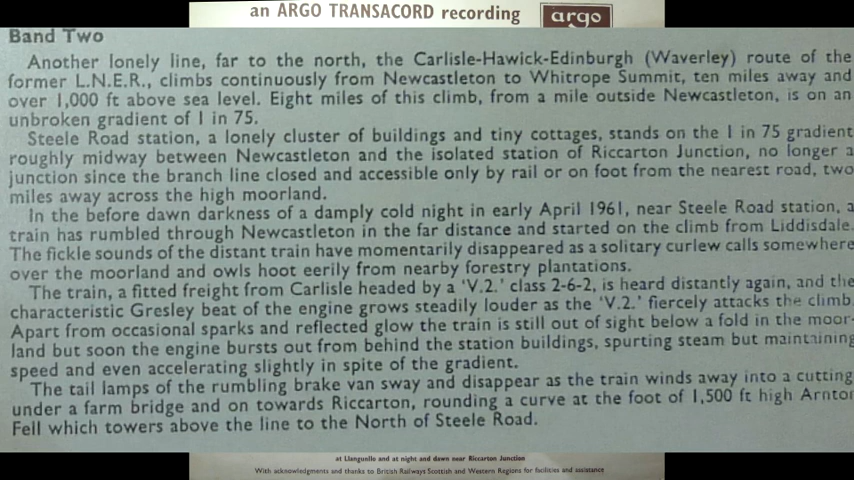 an ARGO TRANSACORD recording
argo
Band Two
Another lonely line, far to the north, the Carlisle-Hawick-Edinburgh (Waverley) route of the
former L.N.E.R., climbs continuously from Newcastleton to Whitrope Summit, ten miles away and
over 1,000 ft above sea level. Eight miles of this climb, from a mile outside Newcastleton, is on an
unbroken gradient of 1 in 75.
Steele Road station, a lonely cluster of buildings and tiny cottages, stands on the 1 in 75 gradient
roughly midway between Newcastleton and the isolated station of Riccarton Junction, no longer a
junction since the branch line closed and accessible only by rail or on foot from the nearest road, two
miles away across the high moorland.
In the before dawn darkness of a damply cold night in early April 1961, near Steele Road station, a
train has rumbled through Newcastleton in the far distance and started on the climb from Liddisdale.
The fickle sounds of the distant train have momentarily disappeared as a solitary curlew calls somewhere
over the moorland and owls hoot eerily from nearby forestry plantations.
The train, a fitted freight from Carlisle headed by a 'V.2.' class 2-6-2, is heard distantly again, and the
characteristic Gresley beat of the engine grows steadily louder as the 'V.2.' fiercely attacks the climb.
Apart from occasional sparks and reflected glow the train is still out of sight below a fold in the moor-
land but soon the engine bursts out from behind the station buildings, spurting steam but maintaining
speed and even accelerating slightly in spite of the gradient.
The tail lamps of the rumbling brake van sway and disappear as the train winds away into a cutting
under a farm bridge and on towards Riccarton, rounding a curve at the foot of 1,500 ft high Arnton
Fell which towers above the line to the North of Steele Road.
at Llanguollo and at night and dawn near Riccarton Junction
With acknowledgments and thanks to British Railways Scottish and Western Regions for facilities and assistance